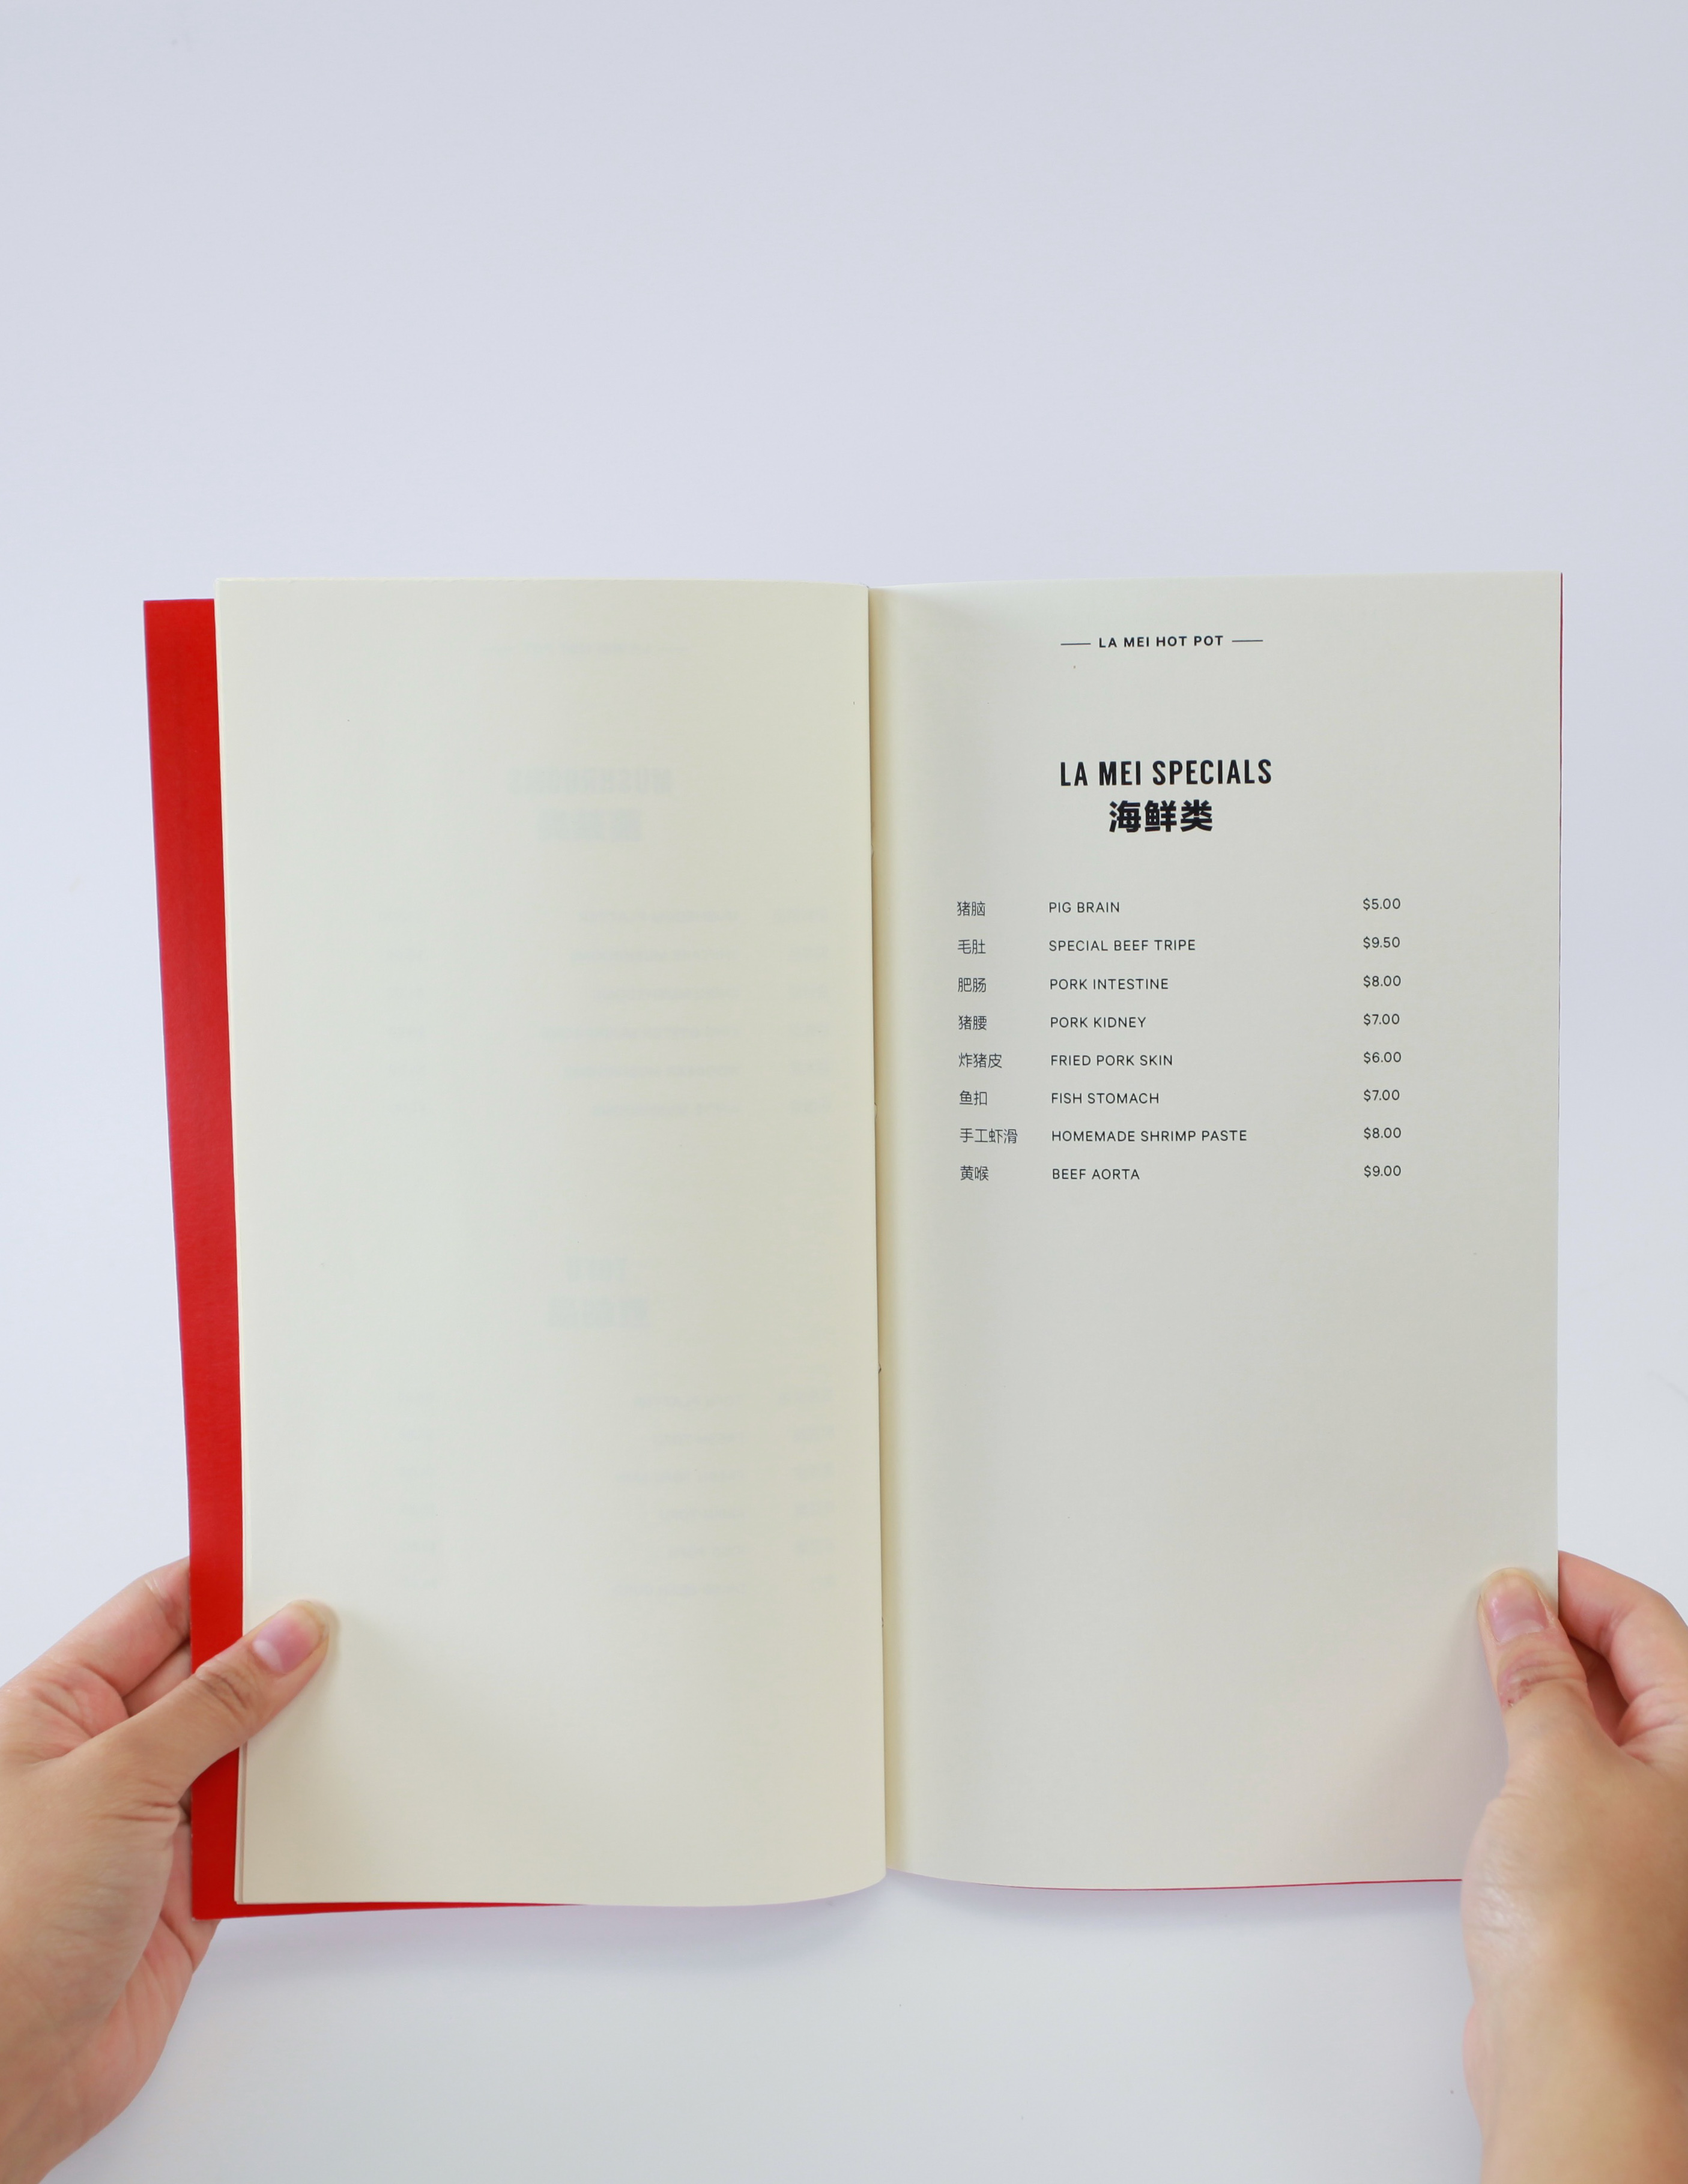 LA MEI HOT POT
LA MEI SPECIALS
海鲜类
猪脑 PIG BRAIN $5.00
毛肚 SPECIAL BEEF TRIPE $9.50
肥肠 PORK INTESTINE $8.00
猪腰 PORK KIDNEY $7.00
炸猪皮 FRIED PORK SKIN $6.00
鱼扣 FISH STOMACH $7.00
手工虾滑 HOMEMADE SHRIMP PASTE $8.00
黄喉 BEEF AORTA $9.00